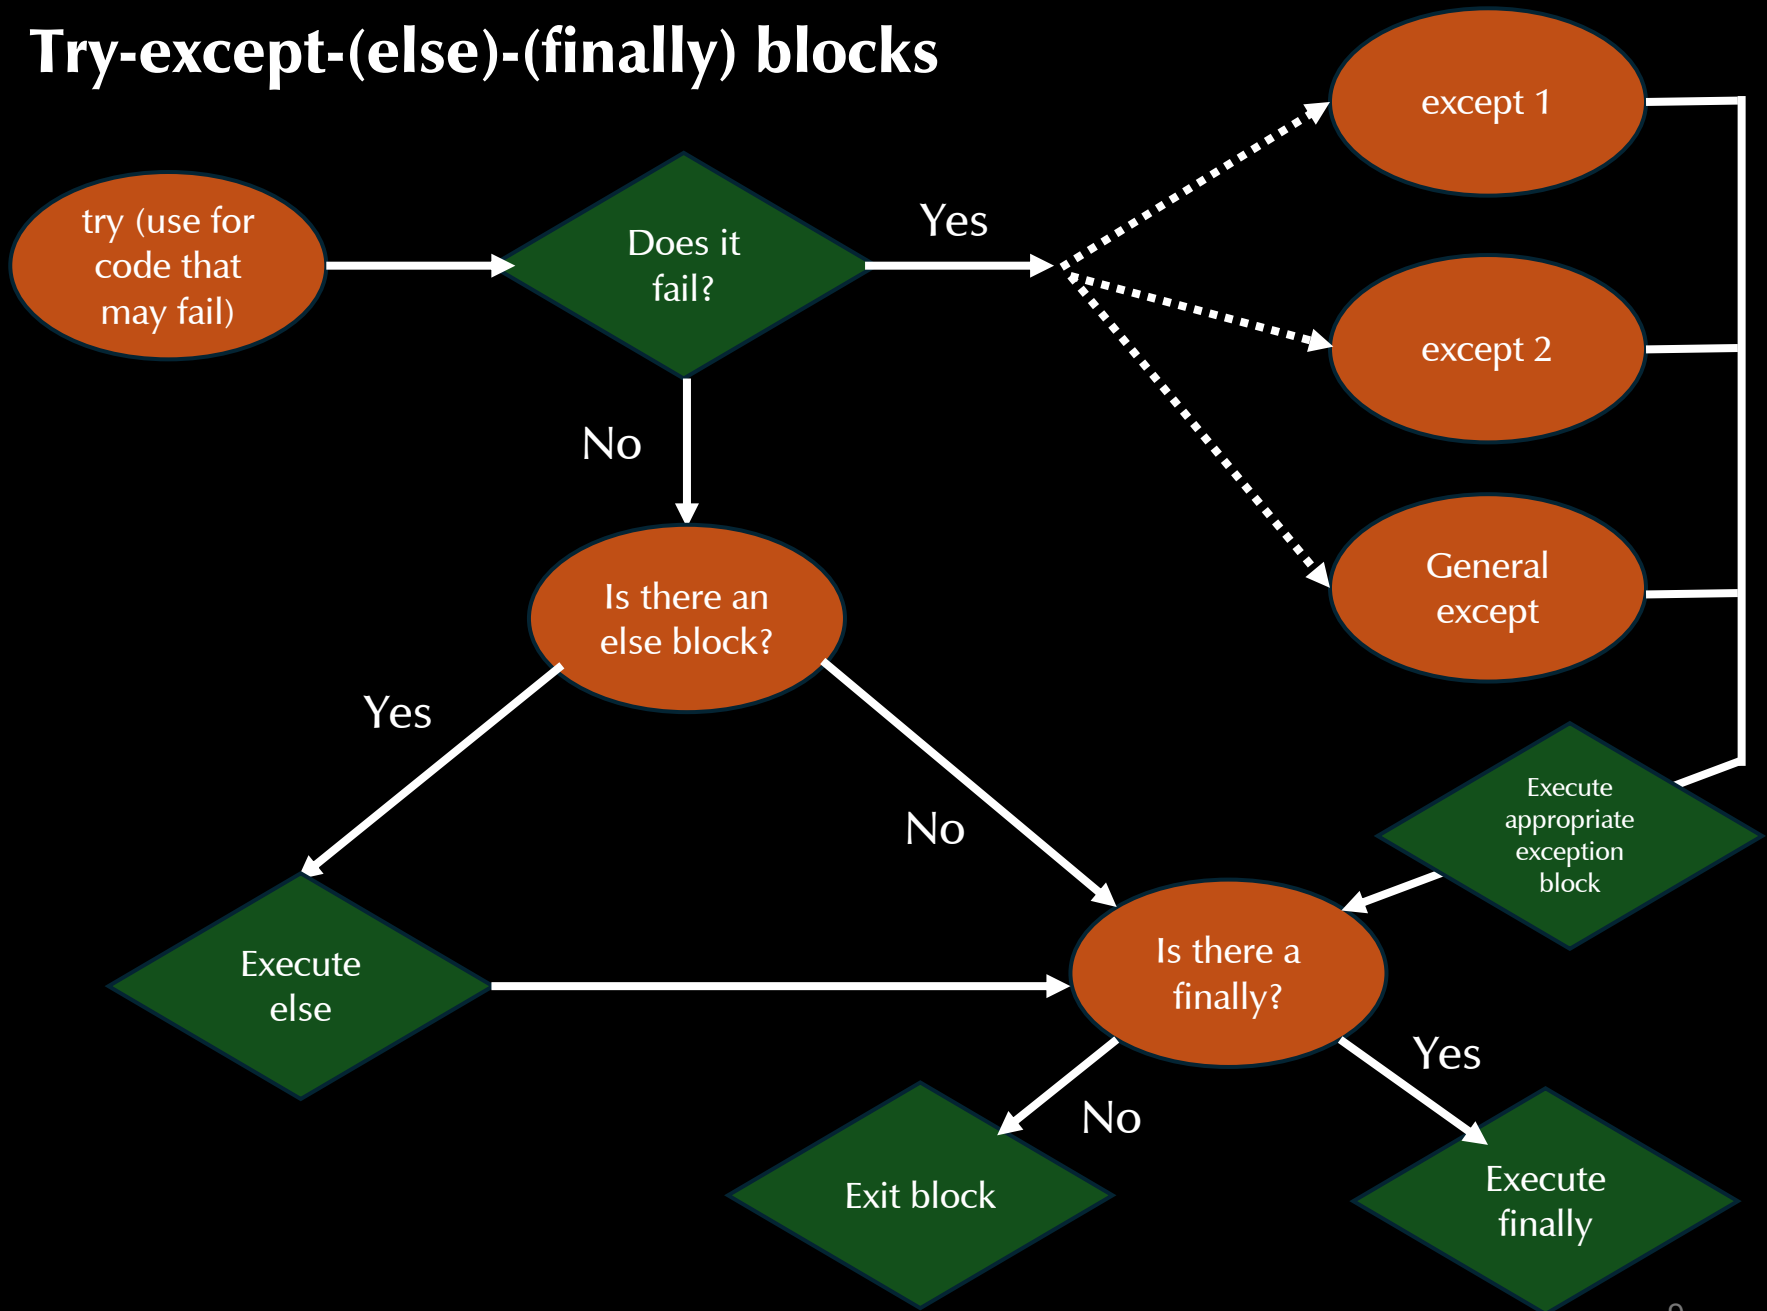 Try-except-(else)-(finally) blocks
except 1
try (use for
code that
may fail)
Does it
fail?
Yes
except 2
No
General
except
Is there an
else block?
Yes
No
Execute
appropriate
exception
block
Execute
else
Is there a
finally?
Yes
No
Exit block
Execute
finally